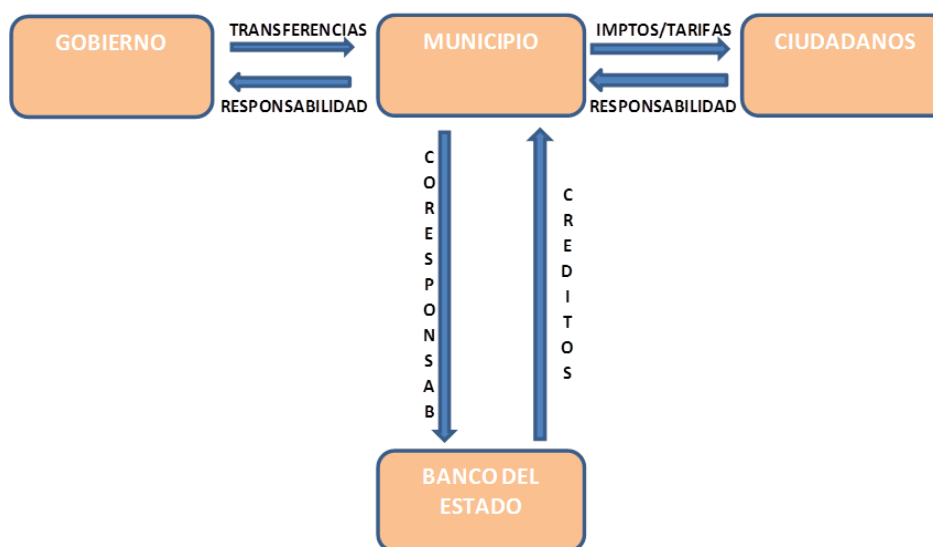 GOBIERNO
TRANSFERENCIAS
RESPONSABILIDAD
MUNICIPIO
IMPTOS/TARIFAS
RESPONSABILIDAD
CIUDADANOS
CORESPONSAB
CREDITOS
BANCO DEL
ESTADO